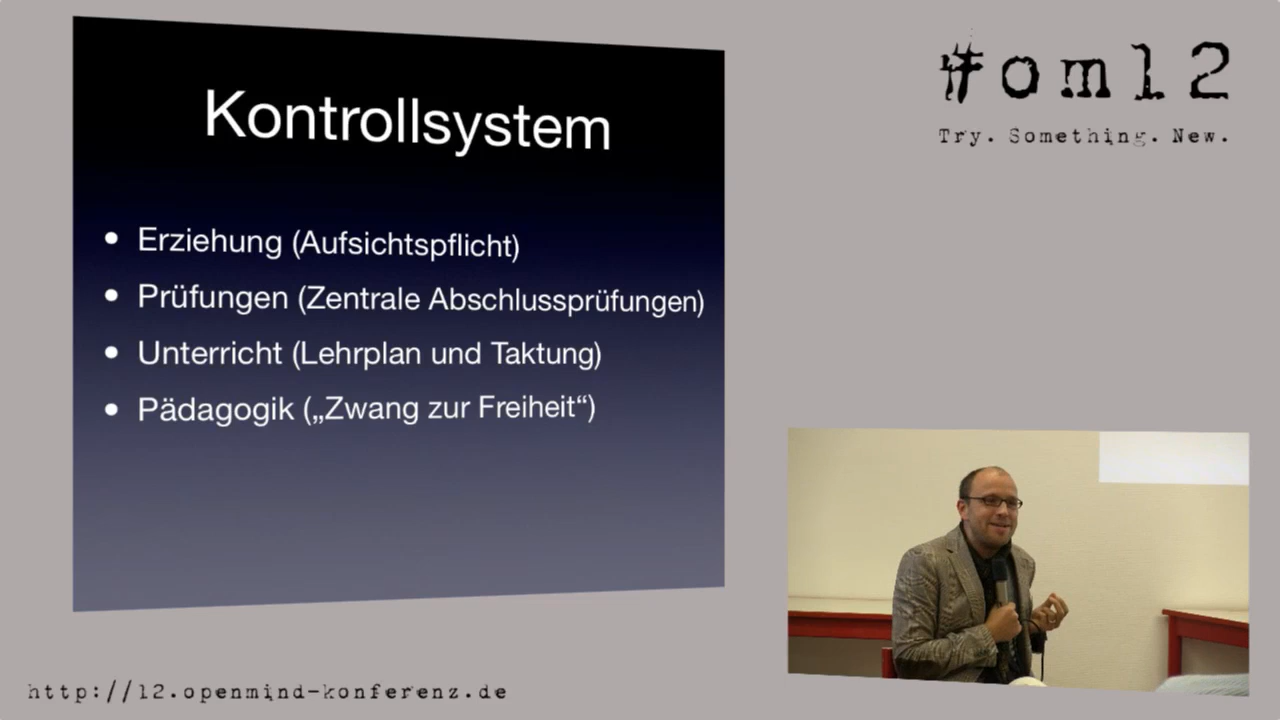 Kontrollsystem
• Erziehung (Aufsichtspflicht)
• Prüfungen (Zentrale Abschlussprüfungen)
• Unterricht (Lehrplan und Taktung)
• Pädagogik („Zwang zur Freiheit“)
#om12
Try. Something. New.
http://12.openmind-konferenz.de